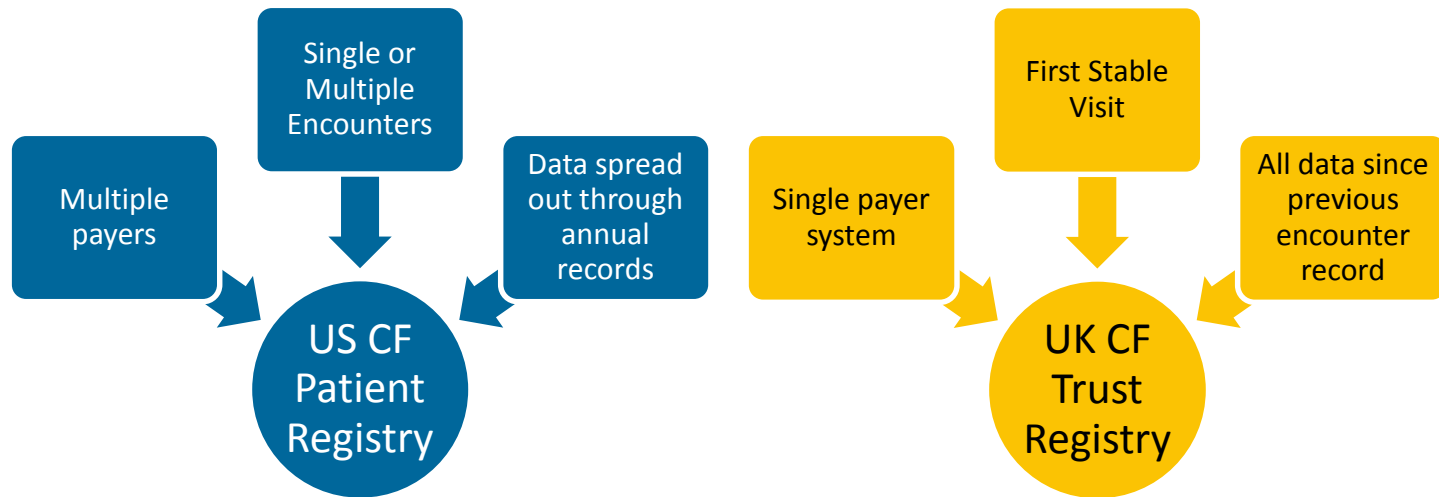 Multiple
payers
Single or
Multiple
Encounters
Data spread
out through
annual
records
US CF
Patient
Registry
Single payer
system
First Stable
Visit
All data since
previous
encounter
record
UK CF
Trust
Registry